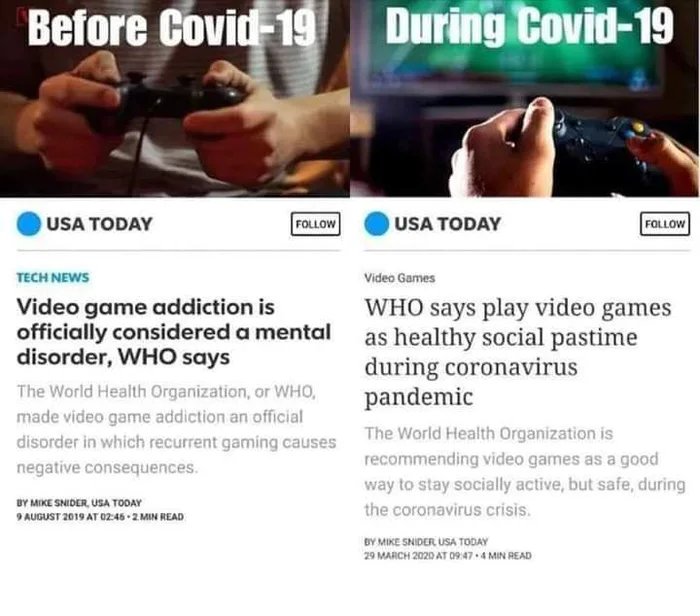 Before Covid-19
USA TODAY
FOLLOW
TECH NEWS
Video game addiction is
officially considered a mental
disorder, WHO says
The World Health Organization, or WHO,
made video game addiction an official
disorder in which recurrent gaming causes
negative consequences.
BY MIKE SNIDER, USA TODAY
9 AUGUST 2019 AT 02:46 • 2 MIN READ
During Covid-19
USA TODAY
FOLLOW
Video Games
WHO says play video games
as healthy social pastime
during coronavirus
pandemic
The World Health Organization is
recommending video games as a good
way to stay socially active, but safe, during
the coronavirus crisis.
BY MIKE SNIDER, USA TODAY
29 MARCH 2020 AT 09:47 • 4 MIN READ